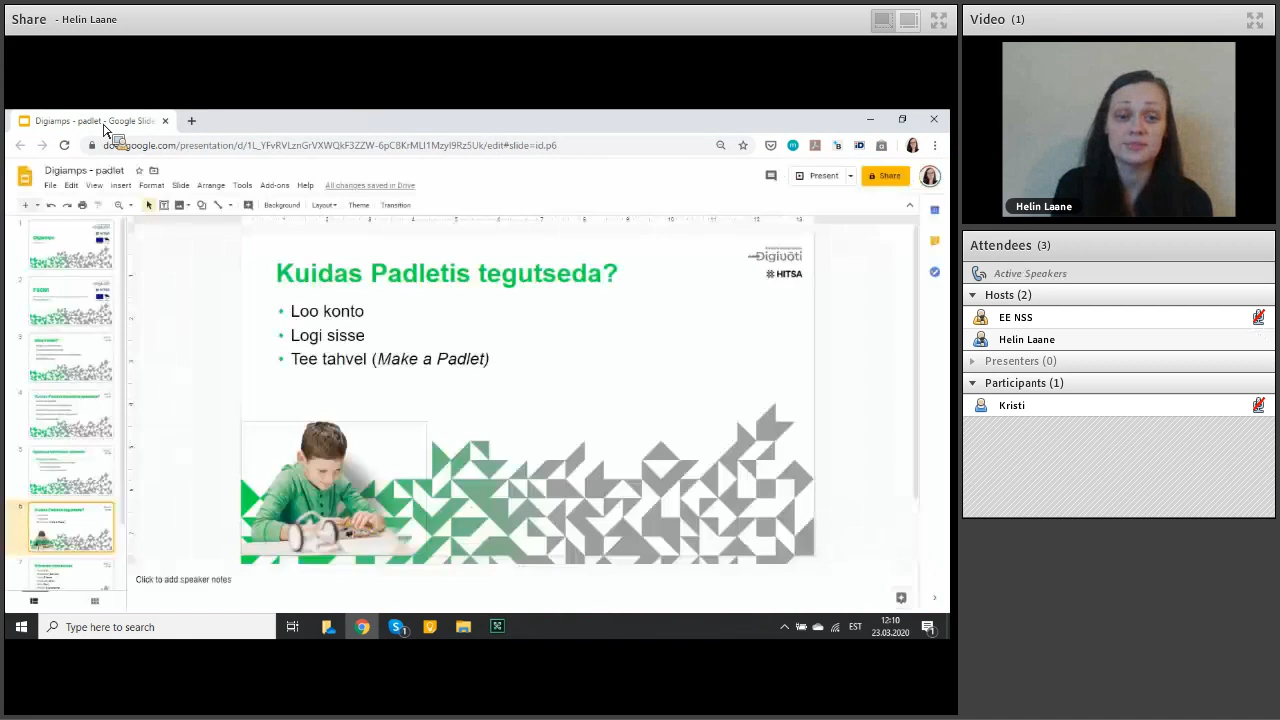 Share - Helin Laane
Digiamps - padlet - Google Slide
Digiamps - padlet
File Edit View Insert Format Slide Arrange Tools Add-ons Help All changes saved in Drive
Present
Share
Background Layout Theme Transition
Kuidas Padletis tegutseda?
Digiuöti
HITSA
• Loo konto
• Logi sisse
• Tee tahvel (Make a Padlet)
Click to add speaker notes
Type here to search
EST
12:10
23.03.2020
Video (1)
Helin Laane
Attendees (3)
Active Speakers
Hosts (2)
EE NSS
Helin Laane
Presenters (0)
Participants (1)
Kristi